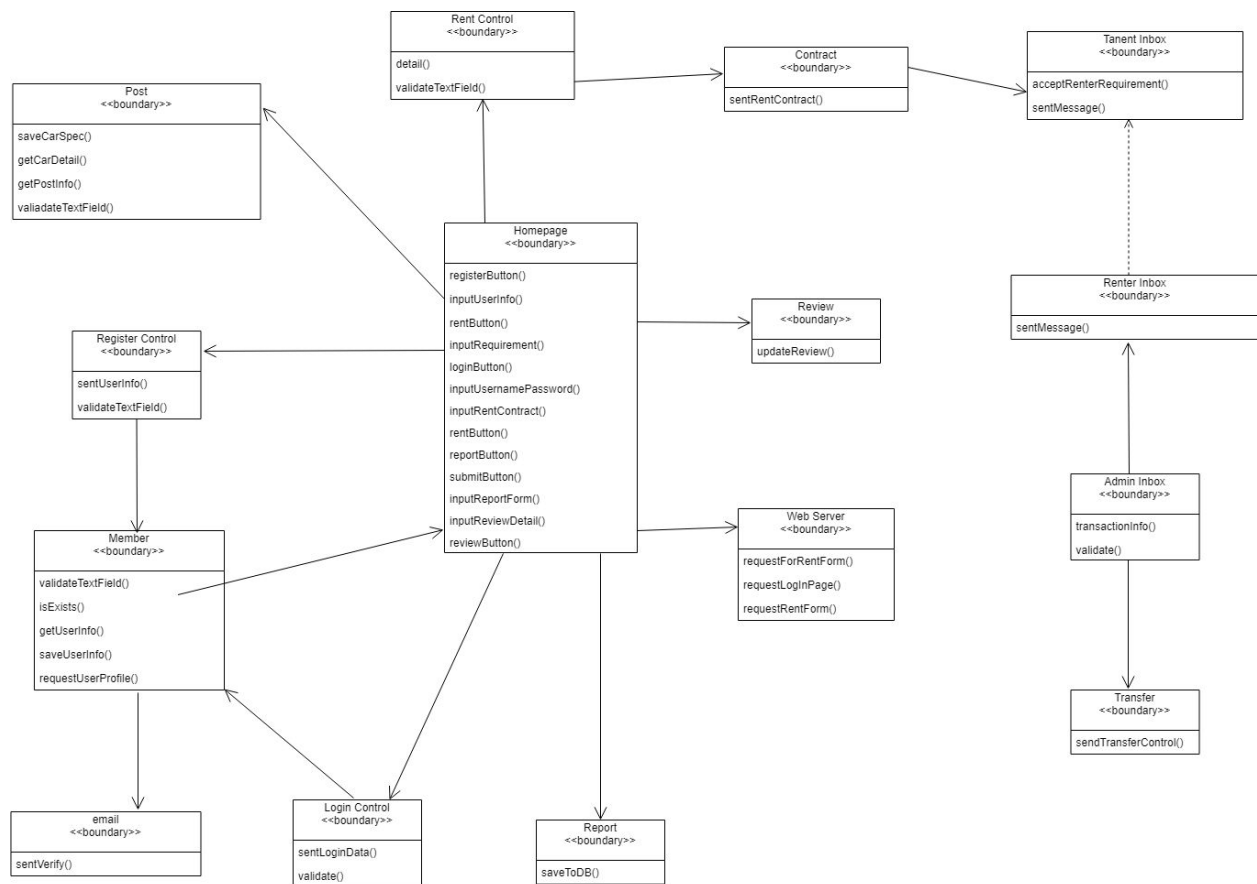 Rent Control
<<boundary>>
detail()
validateTextField()
Contract
<<boundary>>
sentRentContract()
Tanent Inbox
<<boundary>>
acceptRenterRequirement()
sentMessage()
Post
<<boundary>>
saveCarSpec()
getCarDetail()
getPostInfo()
valiadateTextField()
Homepage
<<boundary>>
registerButton()
inputUserInfo()
rentButton()
inputRequirement()
loginButton()
inputUsernamePassword()
inputRentContract()
rentButton()
reportButton()
submitButton()
inputReportForm()
inputReviewDetail()
reviewButton()
Renter Inbox
<<boundary>>
sentMessage()
Review
<<boundary>>
updateReview()
Register Control
<<boundary>>
sentUserInfo()
validateTextField()
Admin Inbox
<<boundary>>
transactionInfo()
validate()
Web Server
<<boundary>>
requestForRentForm()
requestLogInPage()
requestRentForm()
Member
<<boundary>>
validateTextField()
isExists()
getUserInfo()
saveUserInfo()
requestUserProfile()
Transfer
<<boundary>>
sendTransferControl()
email
<<boundary>>
sentVerify()
Login Control
<<boundary>>
sentLoginData()
validate()
Report
<<boundary>>
saveToDB()